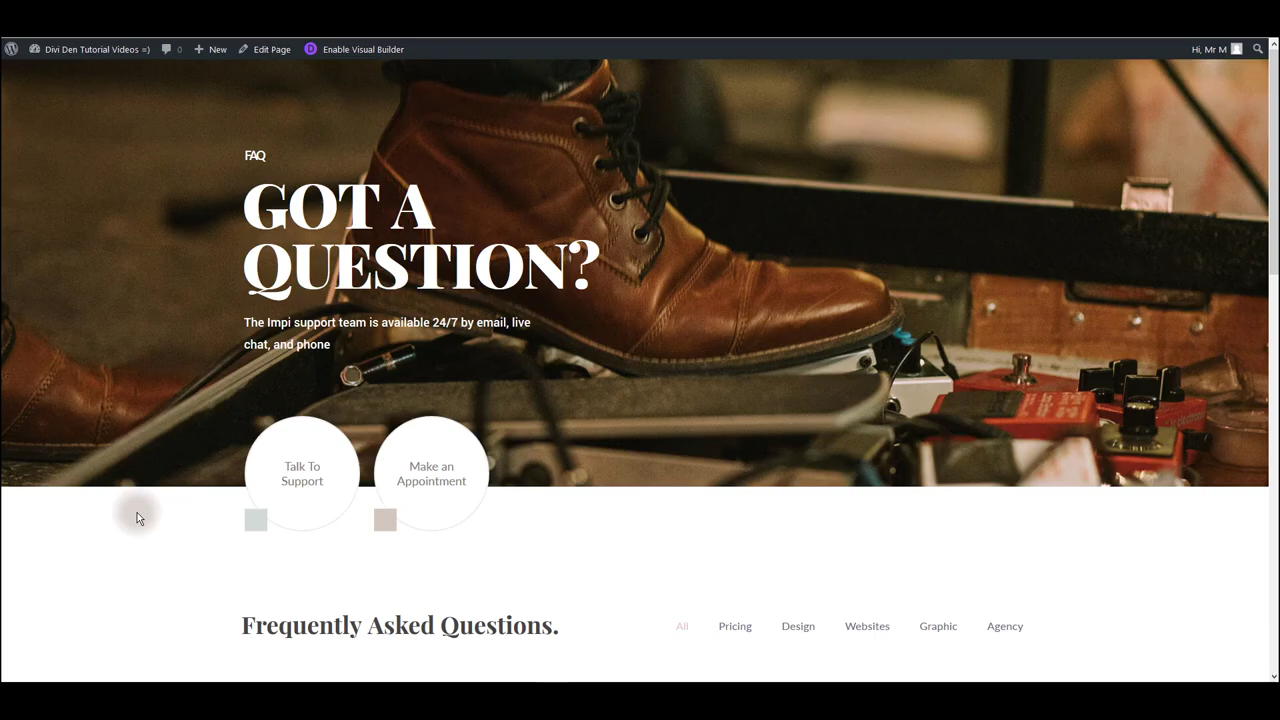 Divi Den Tutorial Videos =) 0 New Edit Page D Enable Visual Builder Hi, Mr M
FAQ
GOT A
QUESTION?
The Impi support team is available 24/7 by email, live
chat, and phone
Talk To
Support
Make an
Appointment
Frequently Asked Questions.
All Pricing Design Websites Graphic Agency